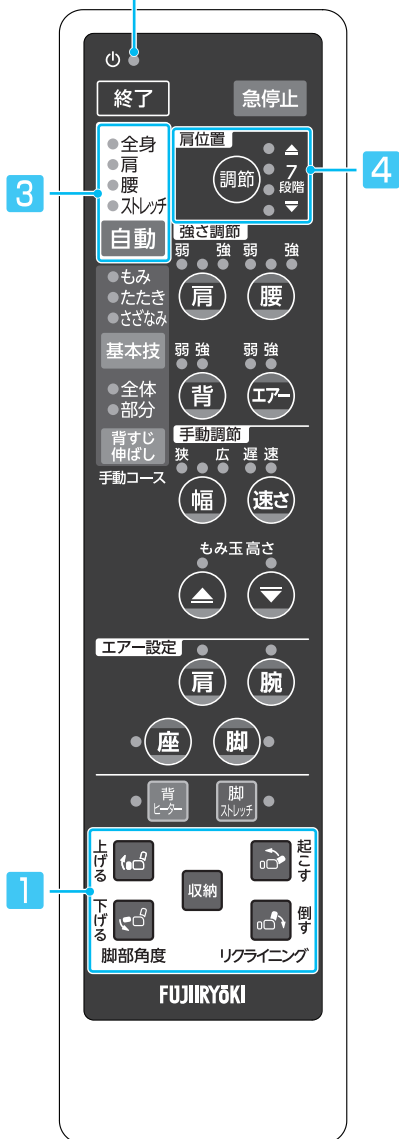 終了 急停止
3
全身
肩
腰
ストレッチ
自動
肩位置
調節
7
段階
4
強さ調節
弱 強 弱 強
肩 腰
もみ
たたき
さざなみ
基本技
弱 強 弱 強
背 エアー
全体
部分
背すじ
伸ばし
手動コース
手動調節
狭 広 遅 速
幅 速さ
もみ玉高さ
エアー設定
肩 腕
座 脚
背
ヒーター
脚
ストレッチ
1
上げる
下げる
脚部角度
収納
起こす
倒す
リクライニング
FUJIIRYŌKI